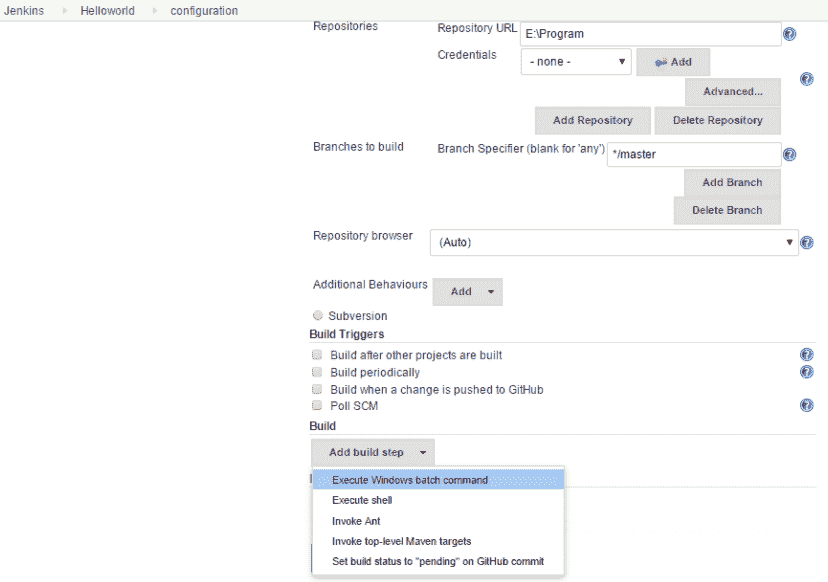 Jenkins Helloworld configuration
Repositories
Repository URL E:\Program
Credentials - none - Add
Advanced...
Add Repository Delete Repository
Branches to build
Branch Specifier (blank for 'any') */master
Add Branch
Delete Branch
Repository browser (Auto)
Additional Behaviours Add
Subversion
Build Triggers
Build after other projects are built
Build periodically
Build when a change is pushed to GitHub
Poll SCM
Build
Add build step
Execute Windows batch command
Execute shell
Invoke Ant
Invoke top-level Maven targets
Set build status to "pending" on GitHub commit